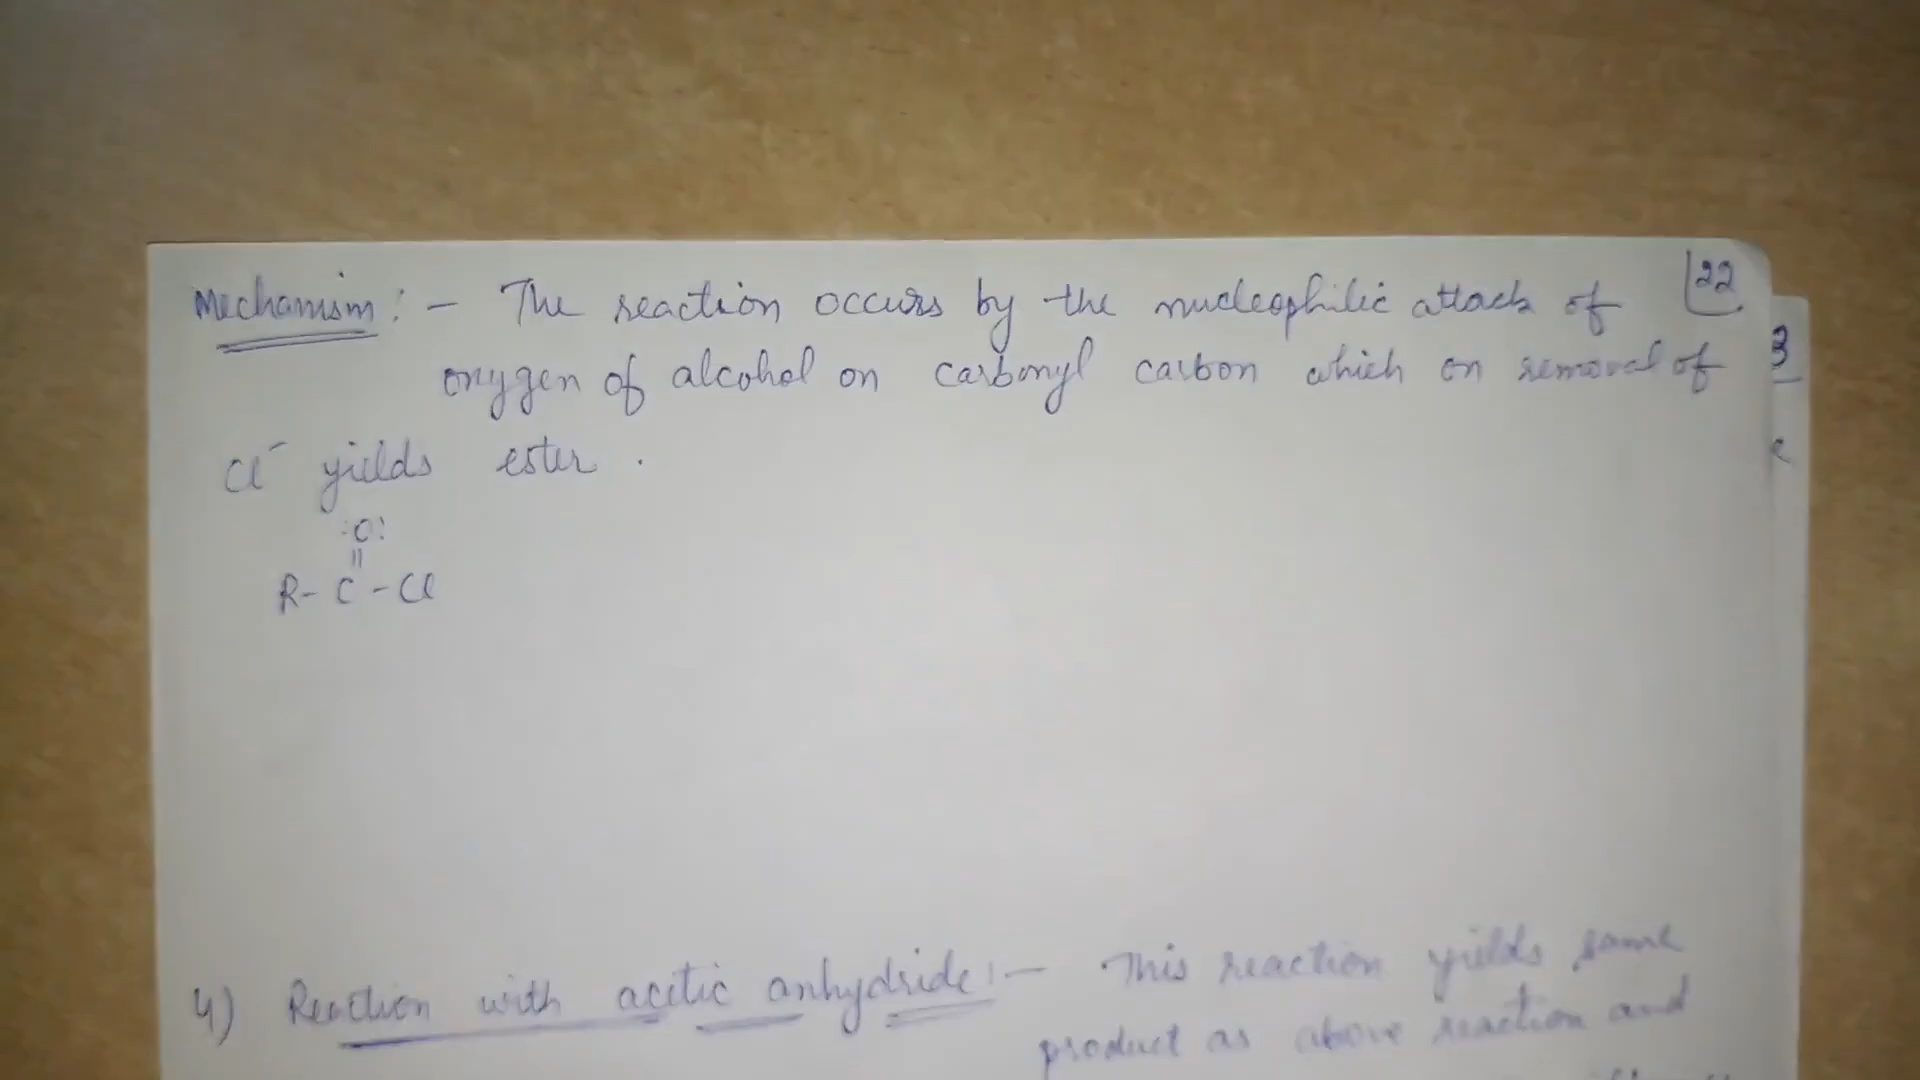 22
Mechanism :- The reaction occurs by the nucleophilic attack of
oxygen of alcohol on carbonyl carbon which on removal of
Cl⁻ yields ester .
:O:
||
R- C - Cl
4) Reaction with acetic anhydride :- This reaction yields same
product as above reaction and
3